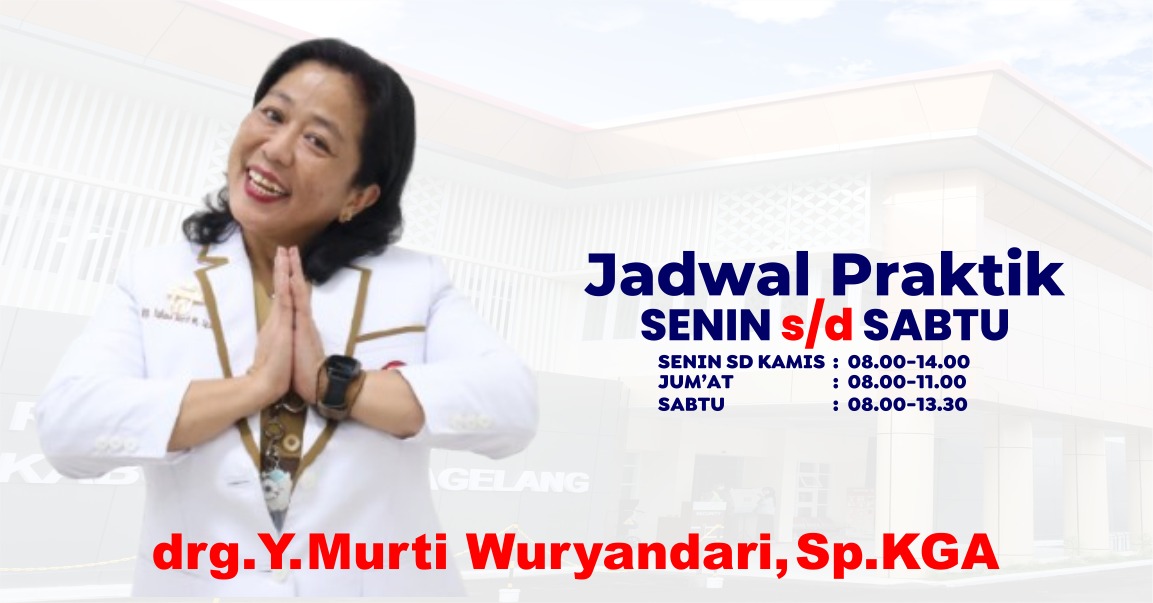 Jadwal Praktik
SENIN s/d SABTU
SENIN SD KAMIS : 08.00-14.00
JUM'AT : 08.00-11.00
SABTU : 08.00-13.30
AGELANG
drg.Y.Murti Wuryandari,Sp.KGA